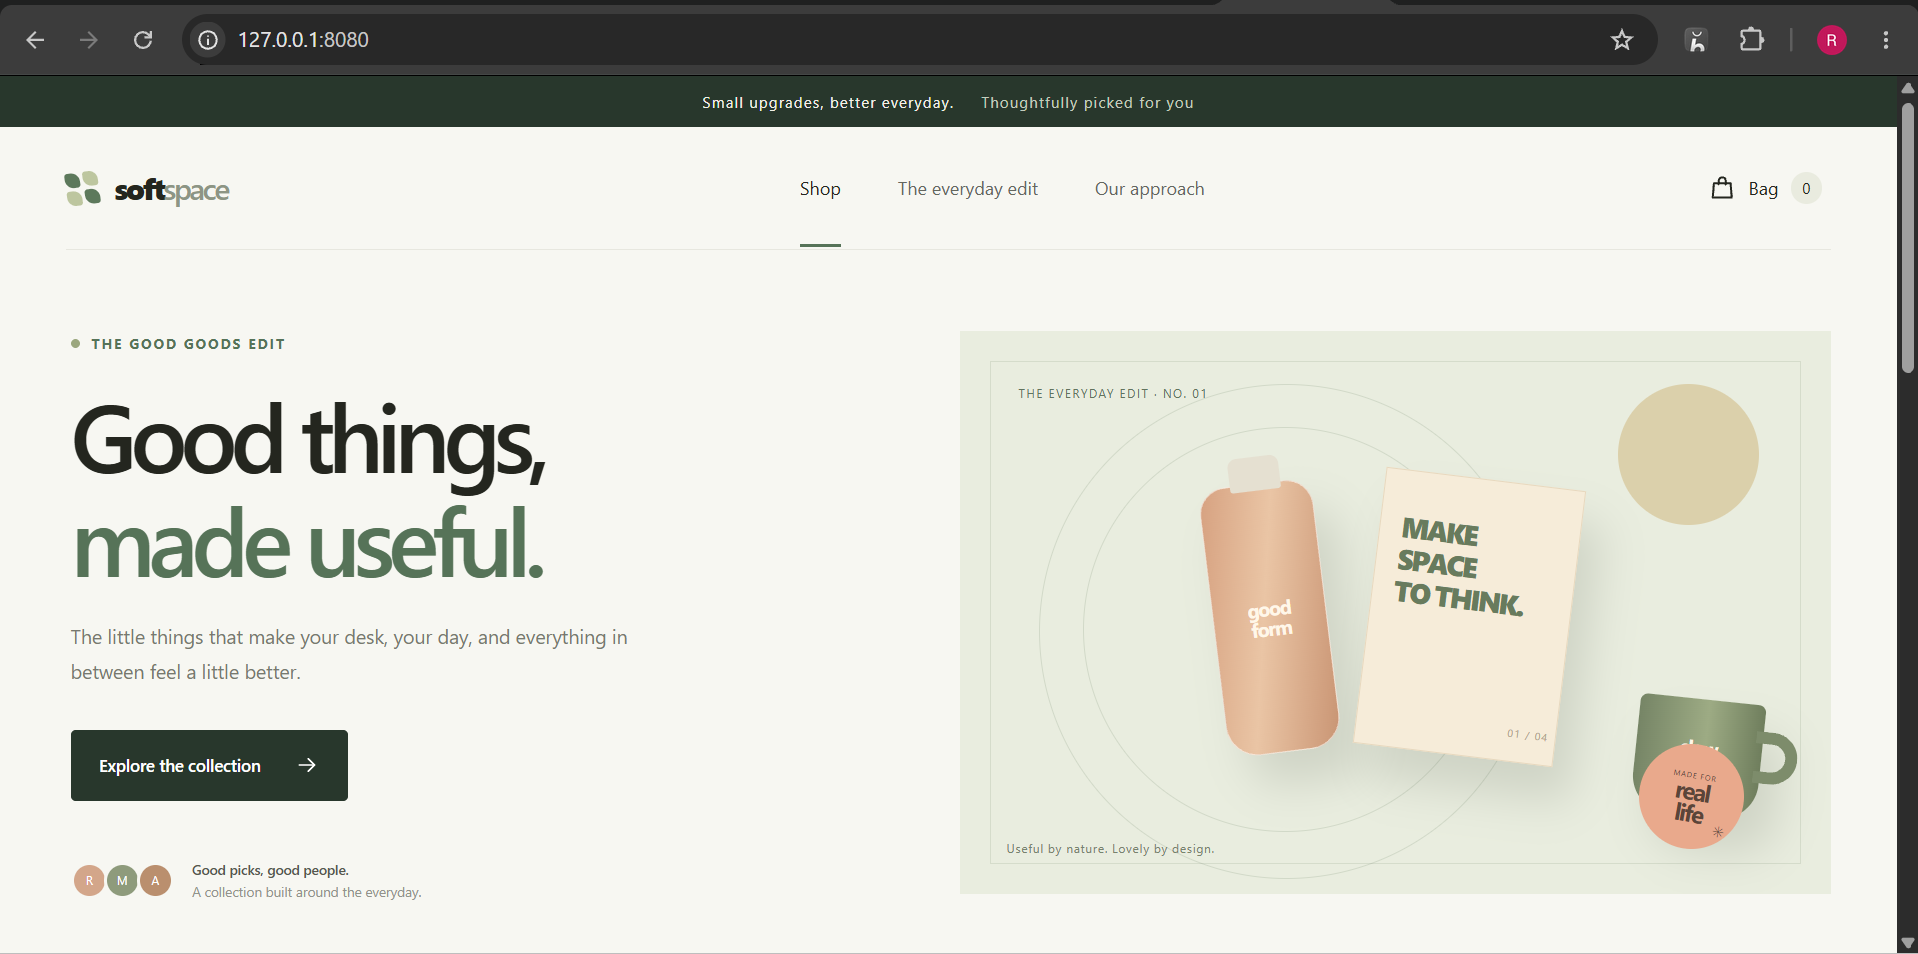 127.0.0.1:8080
R
Small upgrades, better everyday. Thoughtfully picked for you
softspace
Shop
The everyday edit
Our approach
Bag 0
THE GOOD GOODS EDIT
Good things,
made useful.
The little things that make your desk, your day, and everything in
between feel a little better.
Explore the collection
R M A
Good picks, good people.
A collection built around the everyday.
THE EVERYDAY EDIT · NO. 01
good
form
MAKE
SPACE
TO THINK.
01 / 04
MADE FOR
real
life
Useful by nature. Lovely by design.